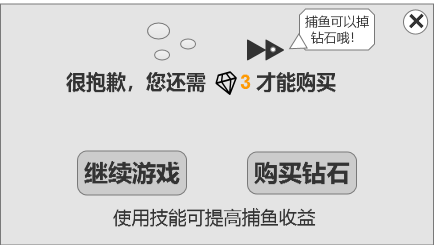 捕鱼可以掉
钻石哦!
很抱歉，您还需 3 才能购买
继续游戏 购买钻石
使用技能可提高捕鱼收益